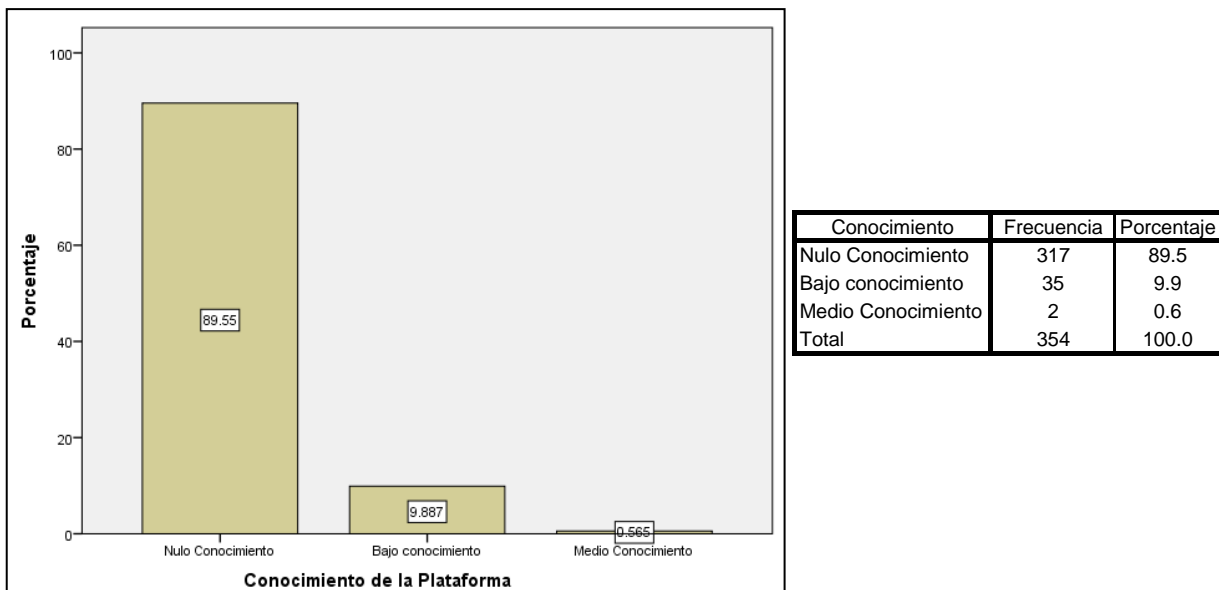 100
80
60
40
20
0
Porcentaje
89.55
9.887
0.565
Nulo Conocimiento Bajo conocimiento Medio Conocimiento
Conocimiento de la Plataforma
Conocimiento Frecuencia Porcentaje
Nulo Conocimiento 317 89.5
Bajo conocimiento 35 9.9
Medio Conocimiento 2 0.6
Total 354 100.0